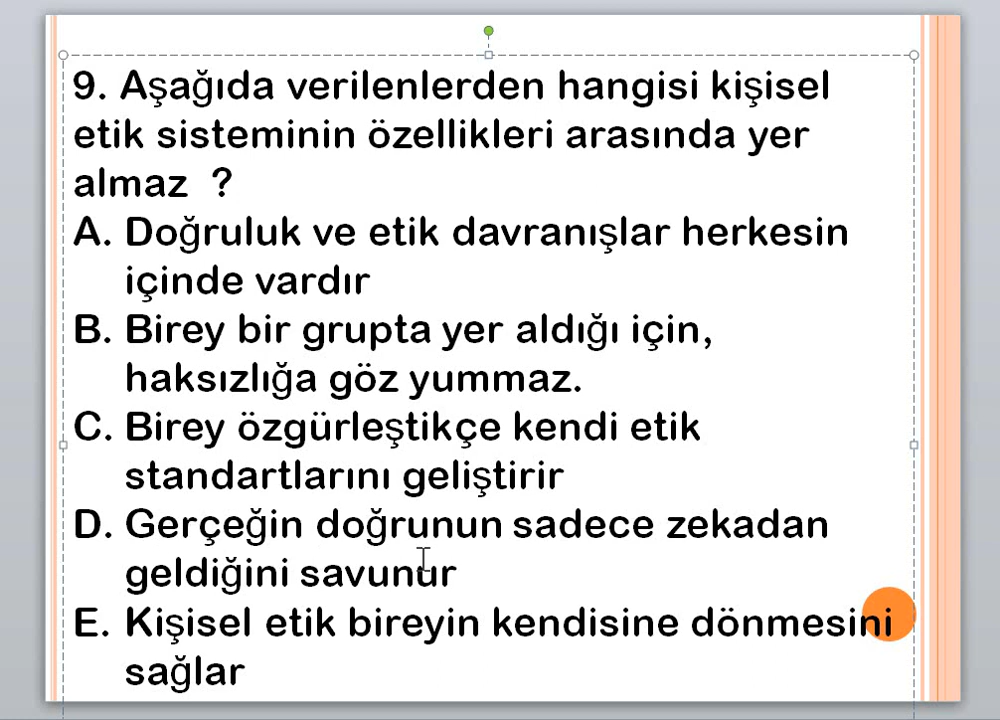 9. Aşağıda verilenlerden hangisi kişisel
etik sisteminin özellikleri arasında yer
almaz ?
A. Doğruluk ve etik davranışlar herkesin
içinde vardır
B. Birey bir grupta yer aldığı için,
haksızlığa göz yummaz.
C. Birey özgürleştikçe kendi etik
standartlarını geliştirir
D. Gerçeğin doğrunun sadece zekadan
geldiğini savunur
E. Kişisel etik bireyin kendisine dönmesini
sağlar